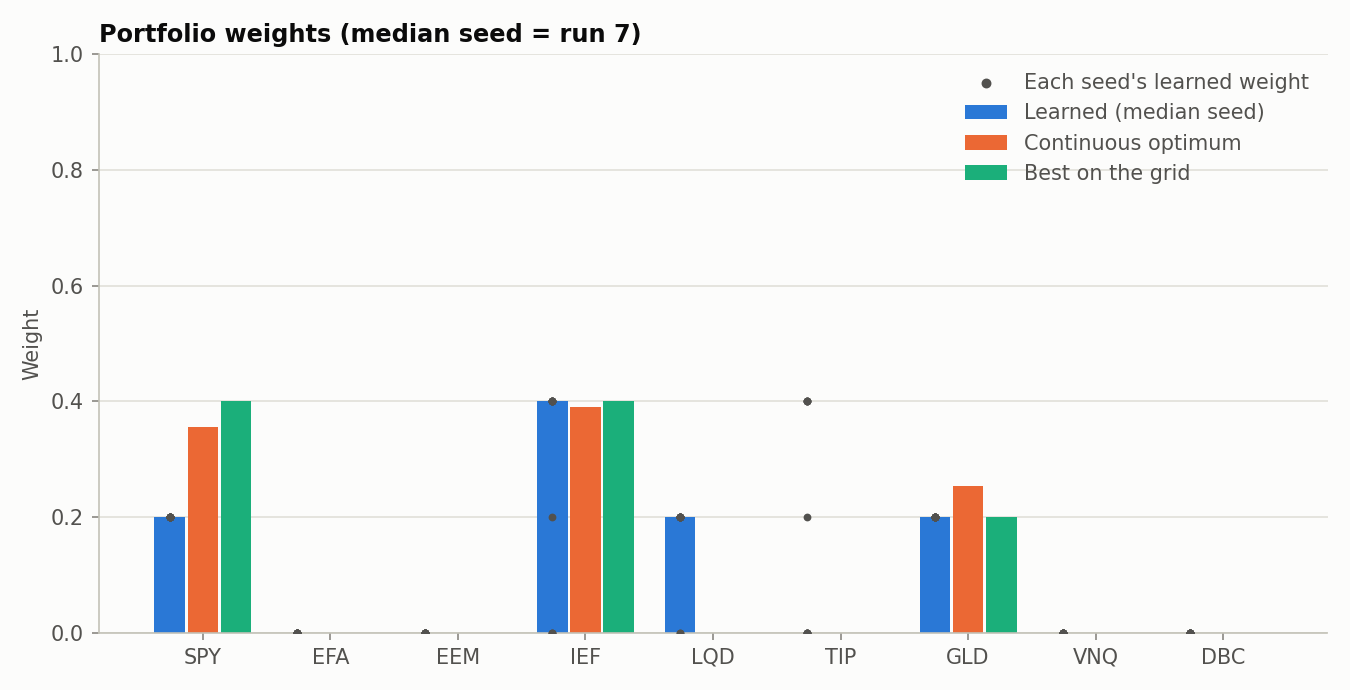 Portfolio weights (median seed = run 7)
1.0
0.8
0.6
0.4
0.2
0.0
Weight
Each seed's learned weight
Learned (median seed)
Continuous optimum
Best on the grid
SPY
EFA
EEM
IEF
LQD
TIP
GLD
VNQ
DBC